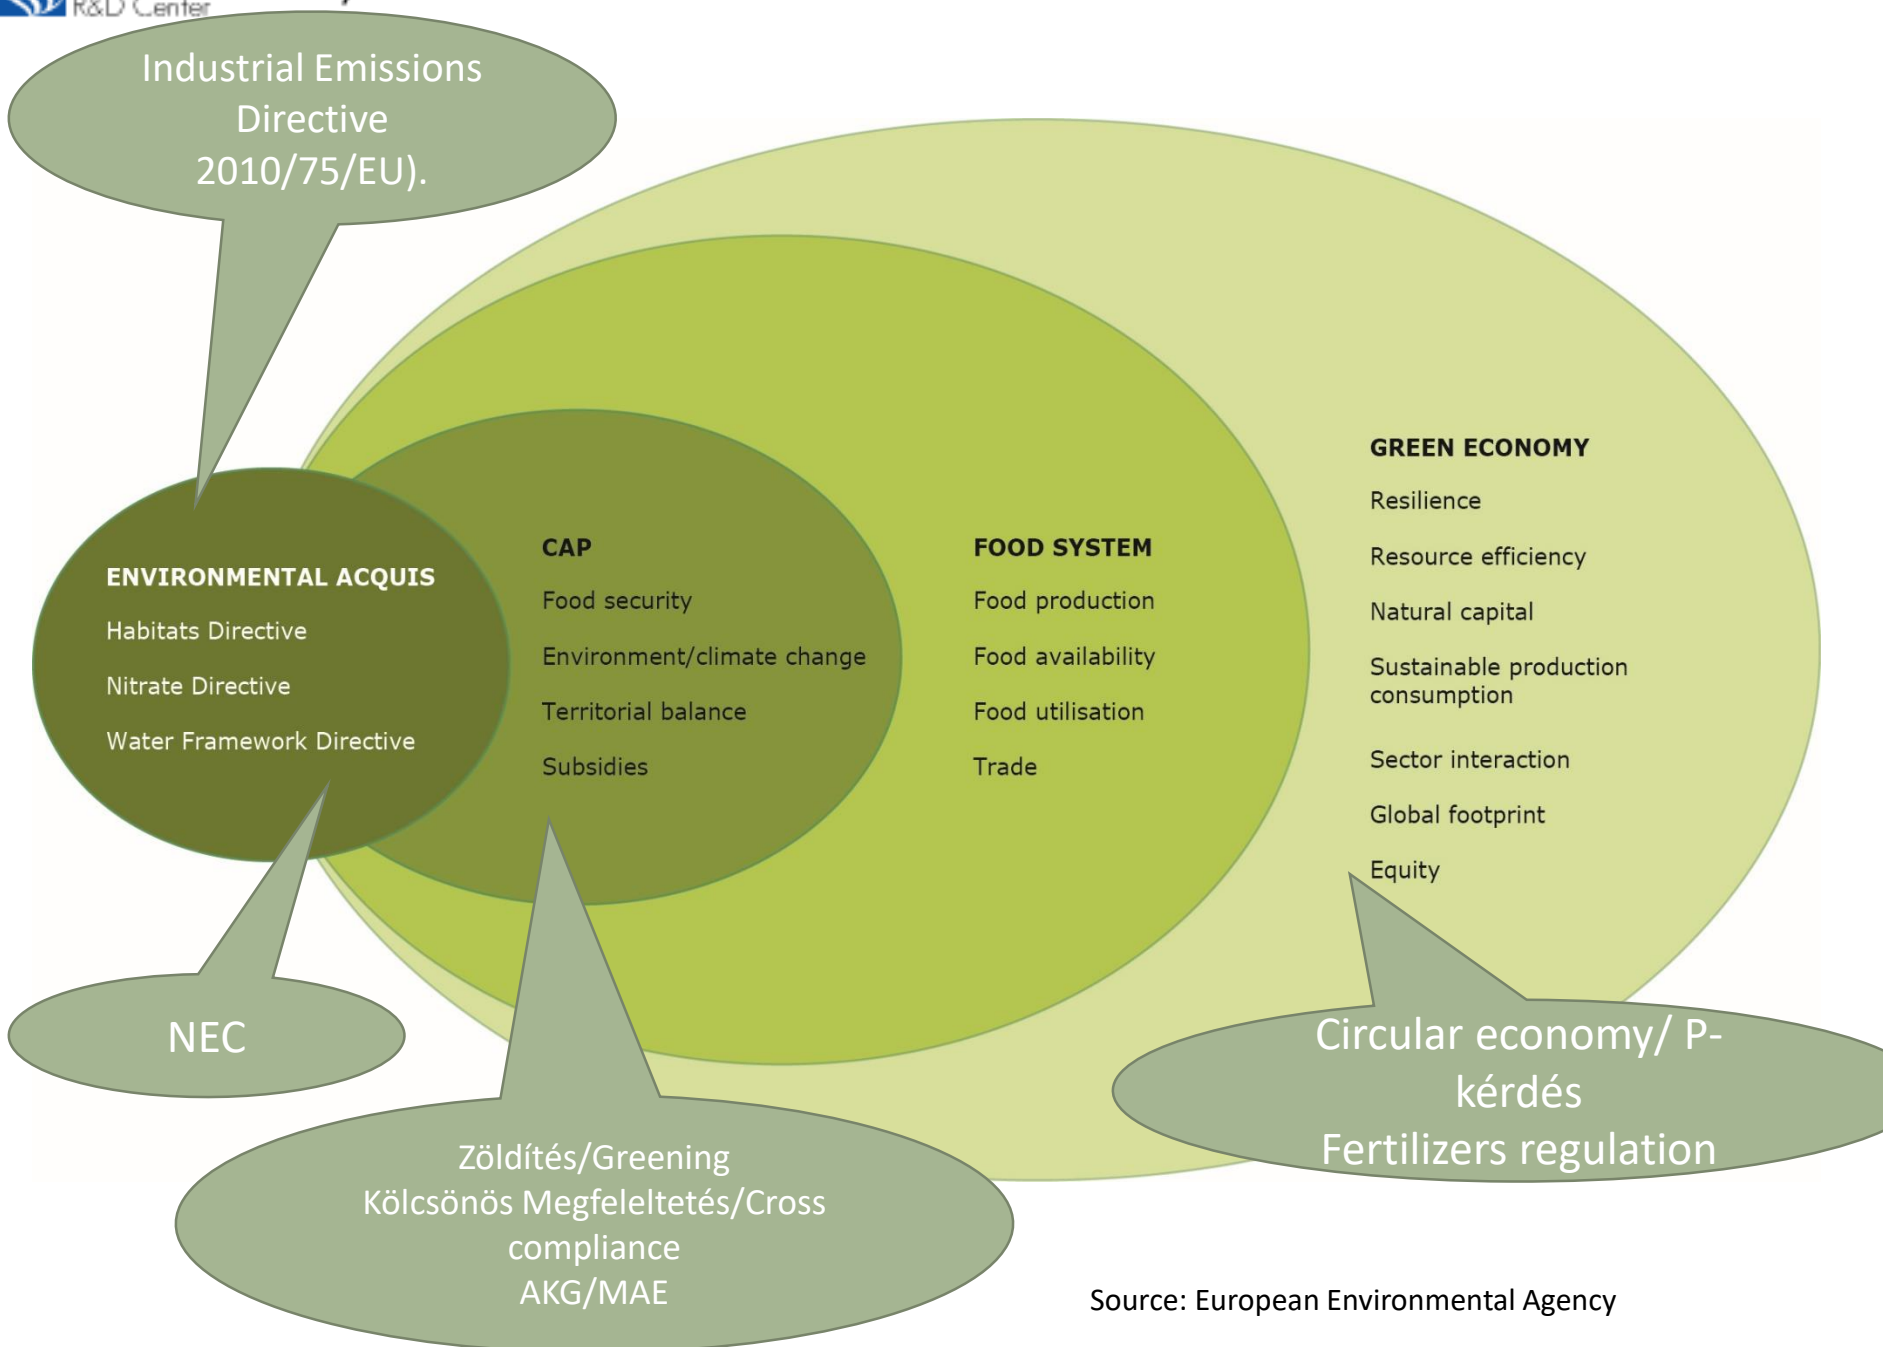 R&D Center
Industrial Emissions
Directive
2010/75/EU).
ENVIRONMENTAL ACQUIS
Habitats Directive
Nitrate Directive
Water Framework Directive
CAP
Food security
Environment/climate change
Territorial balance
Subsidies
FOOD SYSTEM
Food production
Food availability
Food utilisation
Trade
GREEN ECONOMY
Resilience
Resource efficiency
Natural capital
Sustainable production
consumption
Sector interaction
Global footprint
Equity
NEC
Zöldítés/Greening
Kölcsönös Megfeleltetés/Cross
compliance
AKG/MAE
Circular economy/ P-
kérdés
Fertilizers regulation
Source: European Environmental Agency